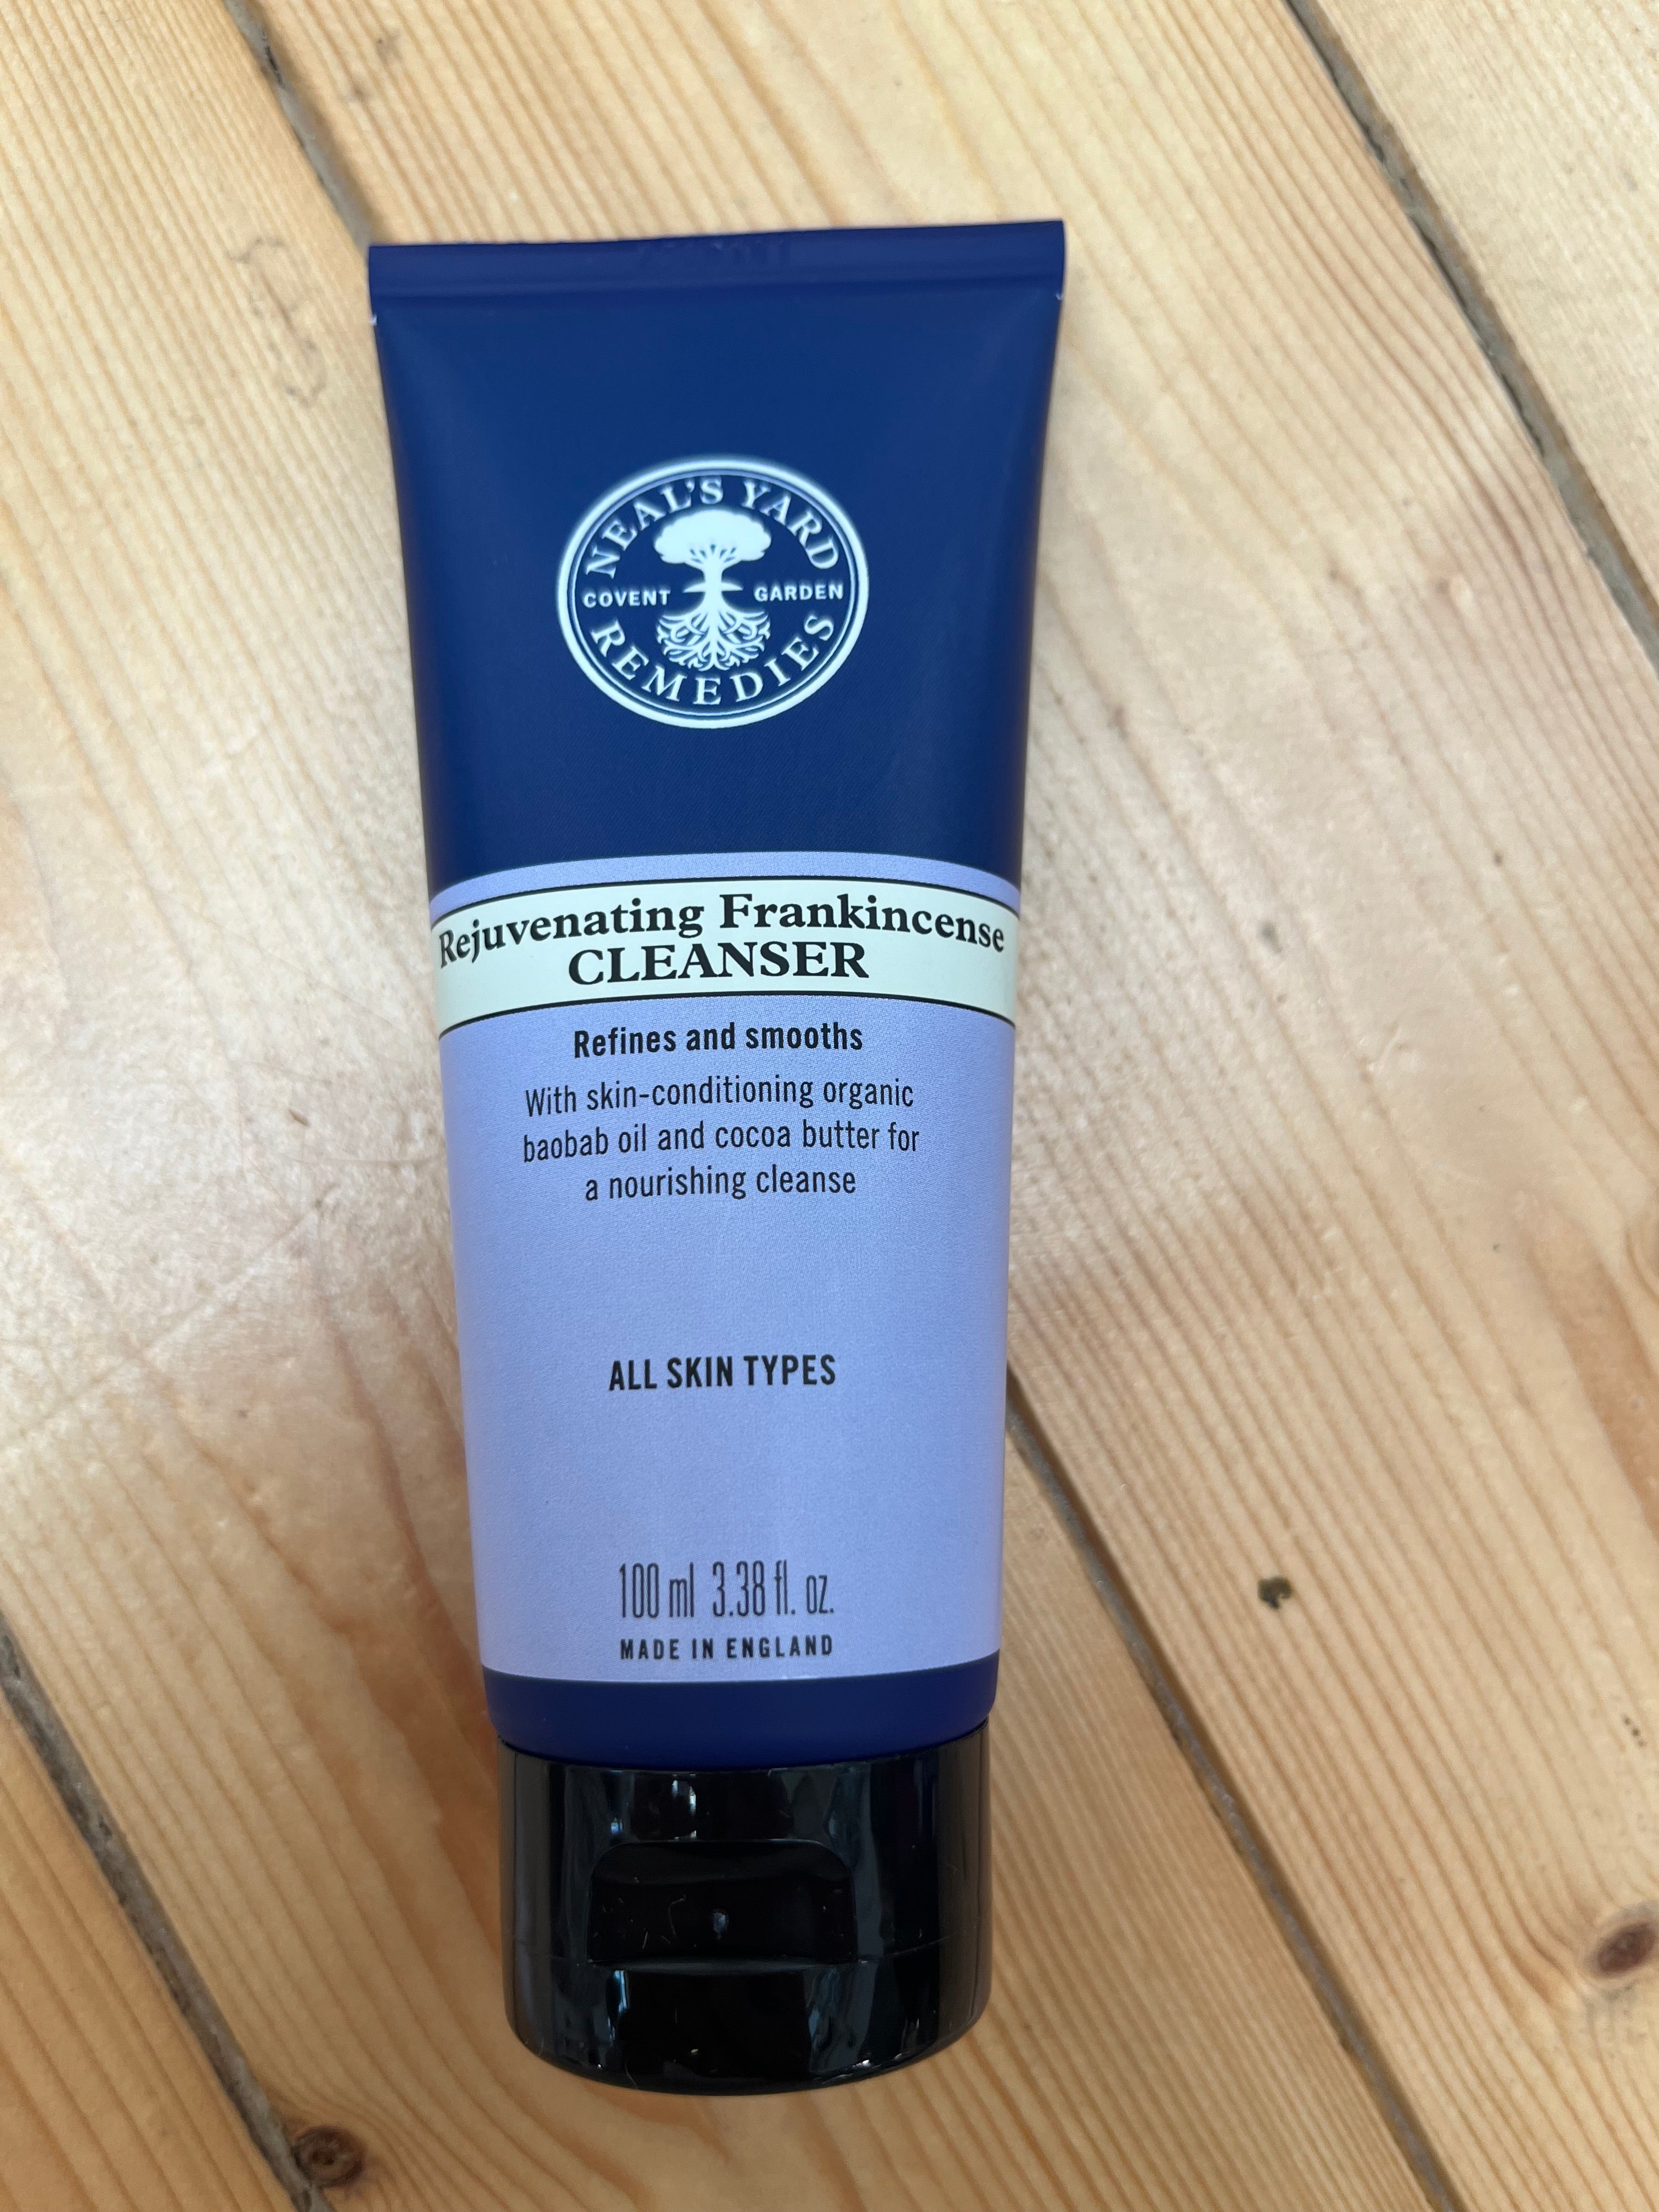 NEAL'S YARD
COVENT GARDEN
REMEDIES
Rejuvenating Frankincense
CLEANSER
Refines and smooths
With skin-conditioning organic
baobab oil and cocoa butter for
a nourishing cleanse
ALL SKIN TYPES
100 ml 3.38 fl. oz.
MADE IN ENGLAND